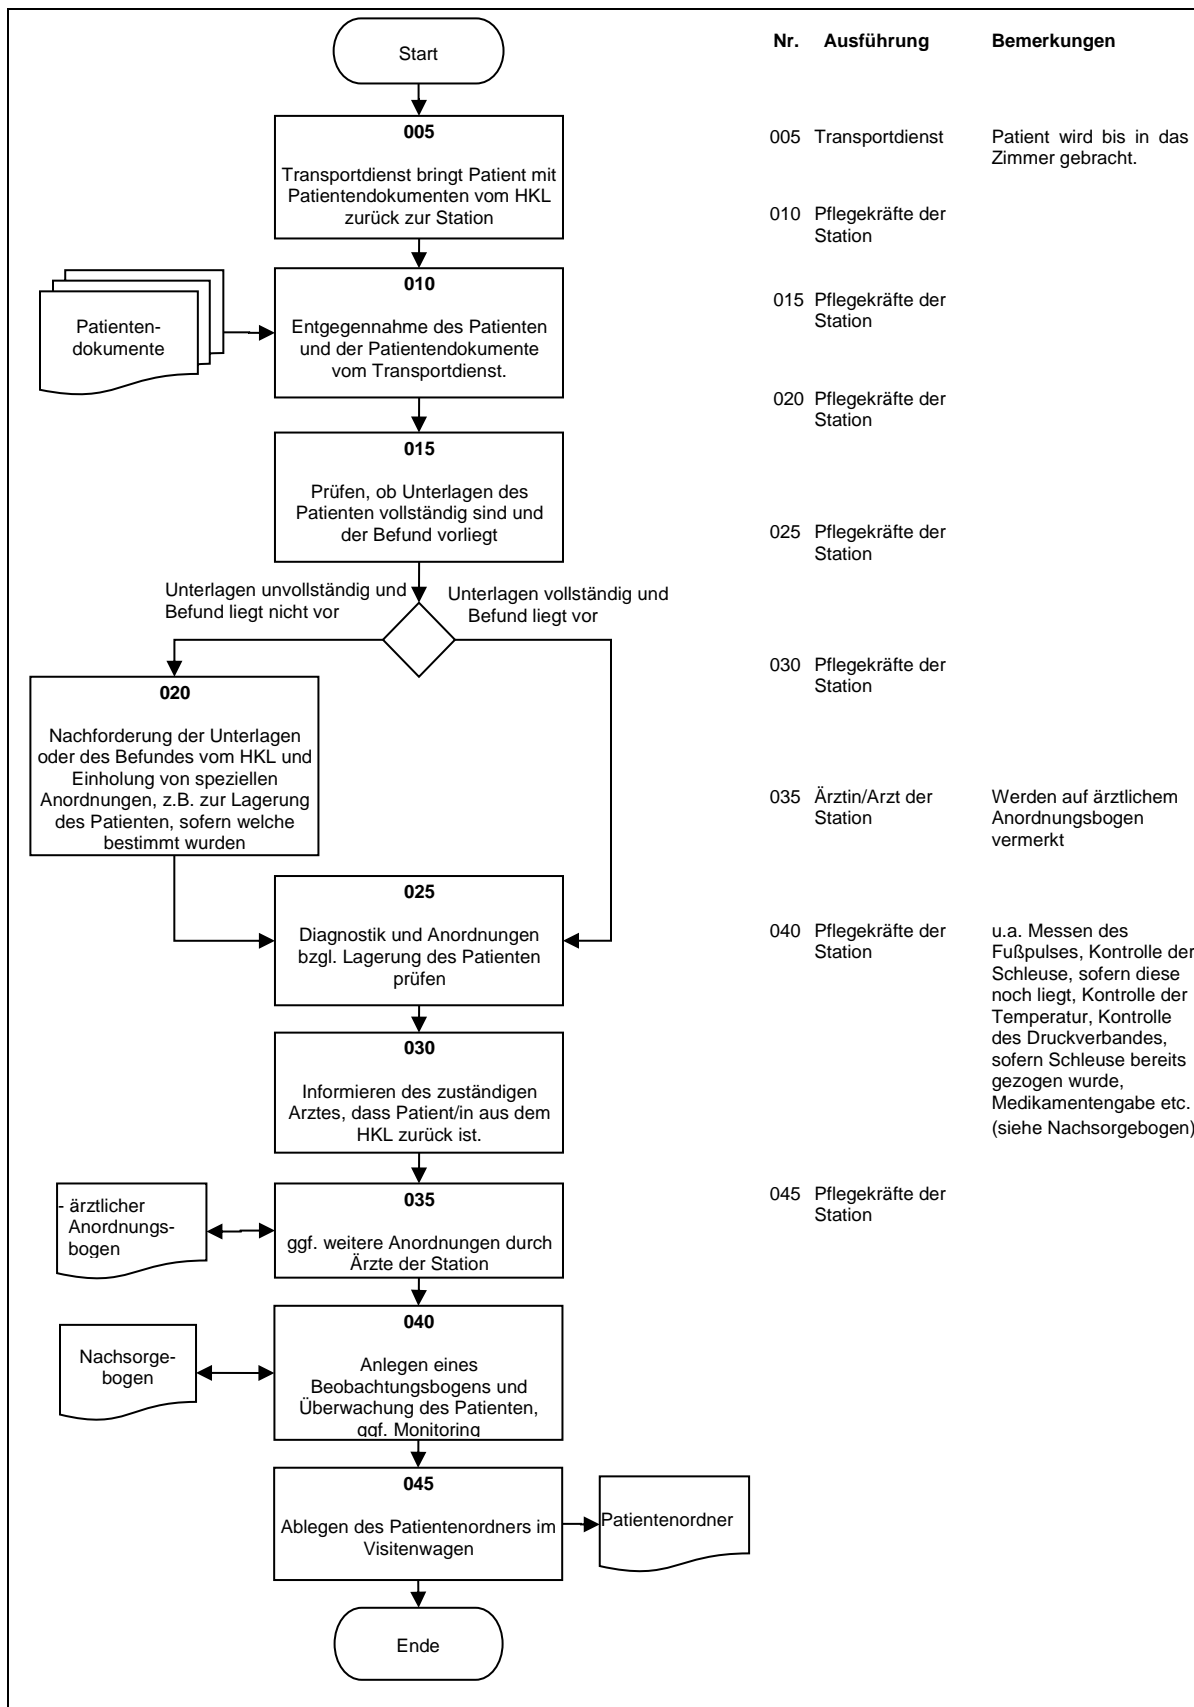 Start
005
Transportdienst bringt Patient mit
Patientendokumenten vom HKL
zurück zur Station
Patienten-
dokumente
010
Entgegennahme des Patienten
und der Patientendokumente
vom Transportdienst.
015
Prüfen, ob Unterlagen des
Patienten vollständig sind und
der Befund vorliegt
Unterlagen unvollständig und
Befund liegt nicht vor
Unterlagen vollständig und
Befund liegt vor
020
Nachforderung der Unterlagen
oder des Befundes vom HKL und
Einholung von speziellen
Anordnungen, z.B. zur Lagerung
des Patienten, sofern welche
bestimmt wurden
025
Diagnostik und Anordnungen
bzgl. Lagerung des Patienten
prüfen
030
Informieren des zuständigen
Arztes, dass Patient/in aus dem
HKL zurück ist.
- ärztlicher
Anordnungs-
bogen
035
ggf. weitere Anordnungen durch
Ärzte der Station
Nachsorge-
bogen
040
Anlegen eines
Beobachtungsbogens und
Überwachung des Patienten,
ggf. Monitoring
045
Ablegen des Patientenordners im
Visitenwagen
Patientenordner
Ende
Nr. Ausführung Bemerkungen
005 Transportdienst Patient wird bis in das
Zimmer gebracht.
010 Pflegekräfte der
Station
015 Pflegekräfte der
Station
020 Pflegekräfte der
Station
025 Pflegekräfte der
Station
030 Pflegekräfte der
Station
035 Ärztin/Arzt der Werden auf ärztlichem
Station Anordnungsbogen
vermerkt
040 Pflegekräfte der u.a. Messen des
Station Fußpulses, Kontrolle der
Schleuse, sofern diese
noch liegt, Kontrolle der
Temperatur, Kontrolle
des Druckverbandes,
sofern Schleuse bereits
gezogen wurde,
Medikamentengabe etc.
(siehe Nachsorgebogen)
045 Pflegekräfte der
Station